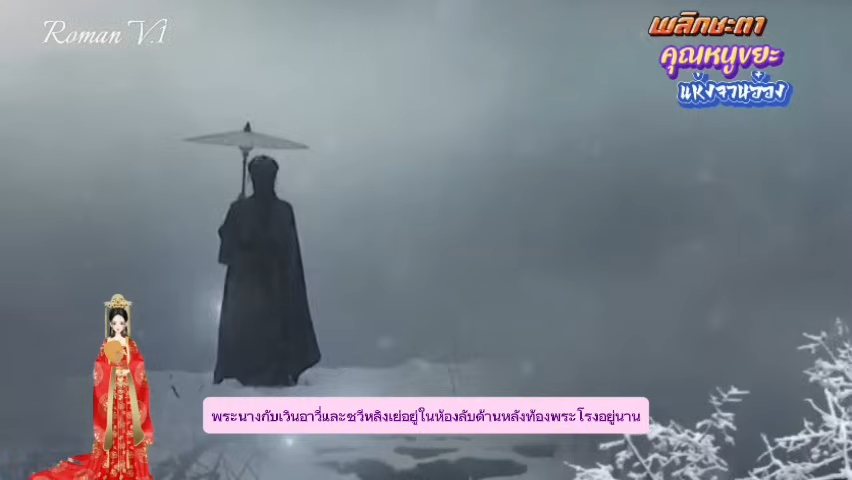 Roman V.1
พลิกชะตา
คุณหนูขยะ
แห่งจวนอ๋อง
พระนางกับเวินอาวี่และชวีหลิงเย่อยู่ในห้องลับด้านหลังท้องพระโรงอยู่นาน